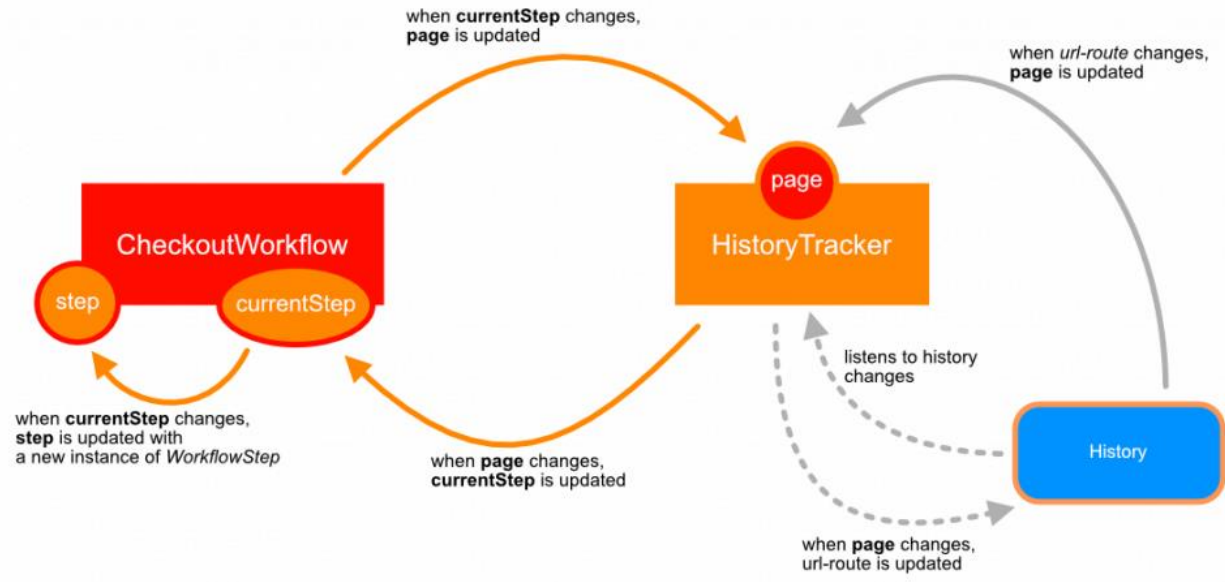 when currentStep changes,
page is updated
when url-route changes,
page is updated
page
CheckoutWorkflow
HistoryTracker
step
currentStep
listens to history
changes
when currentStep changes,
step is updated with
a new instance of WorkflowStep
when page changes,
currentStep is updated
History
when page changes,
url-route is updated